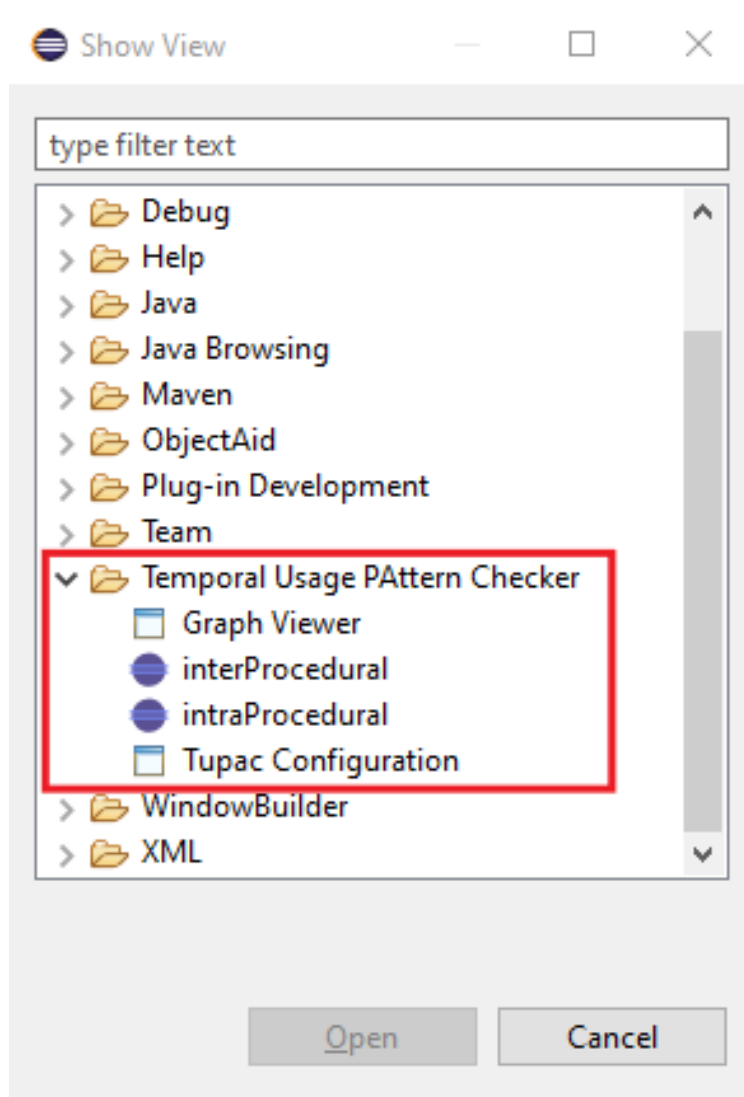 Show View
type filter text
Debug
Help
Java
Java Browsing
Maven
ObjectAid
Plug-in Development
Team
Temporal Usage PAttern Checker
Graph Viewer
interProcedural
intraProcedural
Tupac Configuration
WindowBuilder
XML
Open Cancel